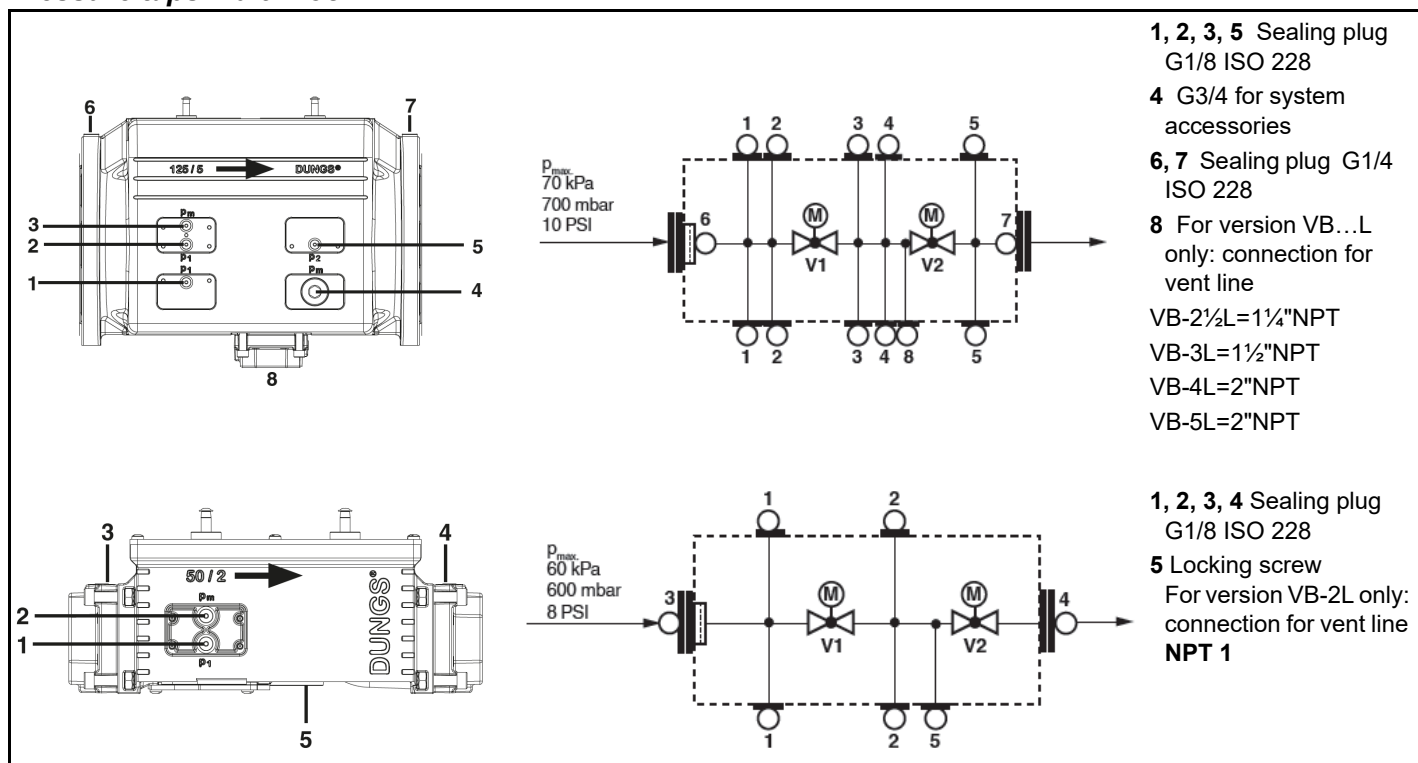 6
7
125 / 5
DUNGS®
Pm
3
2
P1
P1
1
P2
5
Pm
4
8
pmax.
70 kPa
700 mbar
10 PSI
1 2 3 4 5
6
M
V1
M
V2
7
1 2 3 4 8 5
1, 2, 3, 5 Sealing plug
G1/8 ISO 228
4 G3/4 for system
accessories
6, 7 Sealing plug G1/4
ISO 228
8 For version VB…L
only: connection for
vent line
VB-2½L=1¼"NPT
VB-3L=1½"NPT
VB-4L=2"NPT
VB-5L=2"NPT
3
4
50 / 2
Pm
2
1
P1
DUNGS®
5
pmax.
60 kPa
600 mbar
8 PSI
1 2
3
M
V1
M
V2
4
1 2 5
1, 2, 3, 4 Sealing plug
G1/8 ISO 228
5 Locking screw
For version VB-2L only:
connection for vent line
NPT 1